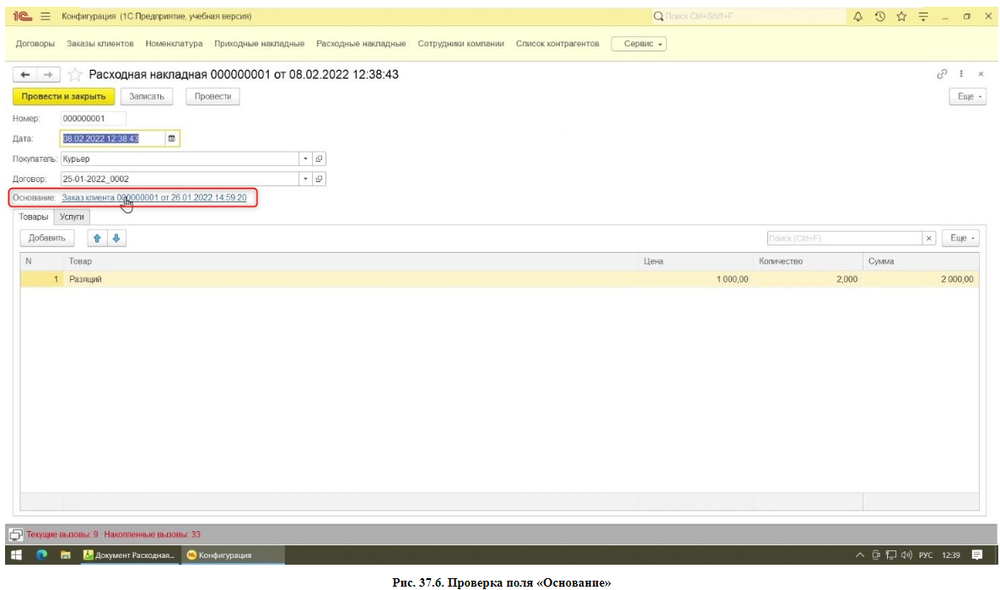 1С Конфигурация (1С:Предприятие, учебная версия) Поиск Ctrl+Shift+F
Договоры Заказы клиентов Номенклатура Приходные накладные Расходные накладные Сотрудники компании Список контрагентов Сервис
Расходная накладная 000000001 от 08.02.2022 12:38:43
Провести и закрыть Записать Провести Еще
Номер: 000000001
Дата: 08.02.2022 12:38:43
Покупатель: Курьер
Договор: 25-01-2022_0002
Основание: Заказ клиента 000000001 от 26.01.2022 14:59:20
Товары Услуги
Добавить Поиск (Ctrl+F) Еще
N Товар Цена Количество Сумма
1 Разящий 1 000,00 2,000 2 000,00
Текущие вызовы: 9 Накопленные вызовы: 33
Документ Расходная... Конфигурация РУС 12:39
Рис. 37.6. Проверка поля «Основание»